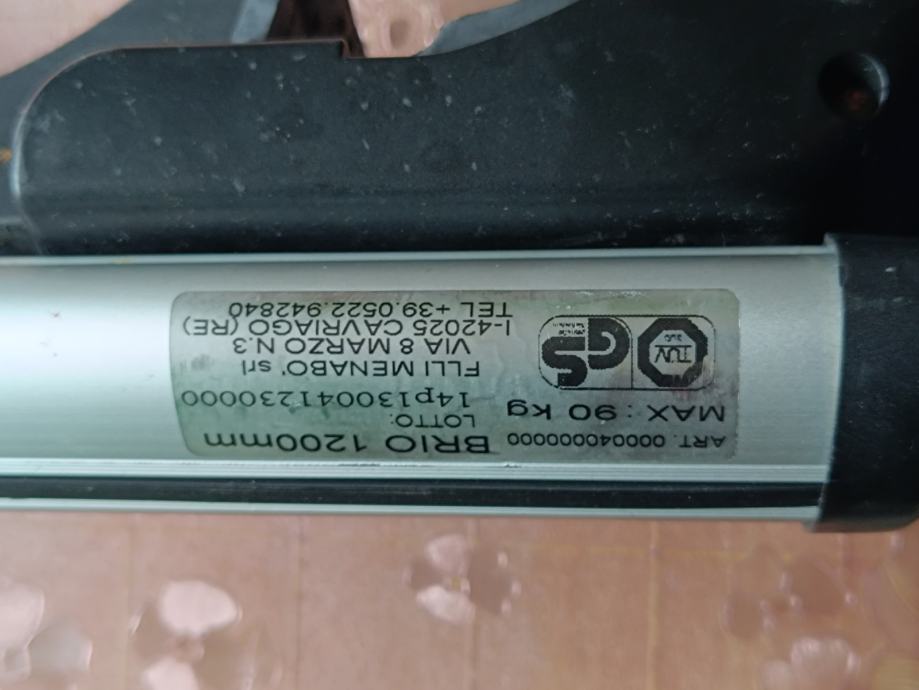 ART. 000040000000
MAX : 90 kg
TÜV
GS
BRIO 1200mm
LOTTO:
14p130041230000
FLLI MENABO' srl
VIA 8 MARZO N.3
I-42025 CAVRIAGO (RE)
TEL +39.0522.942840